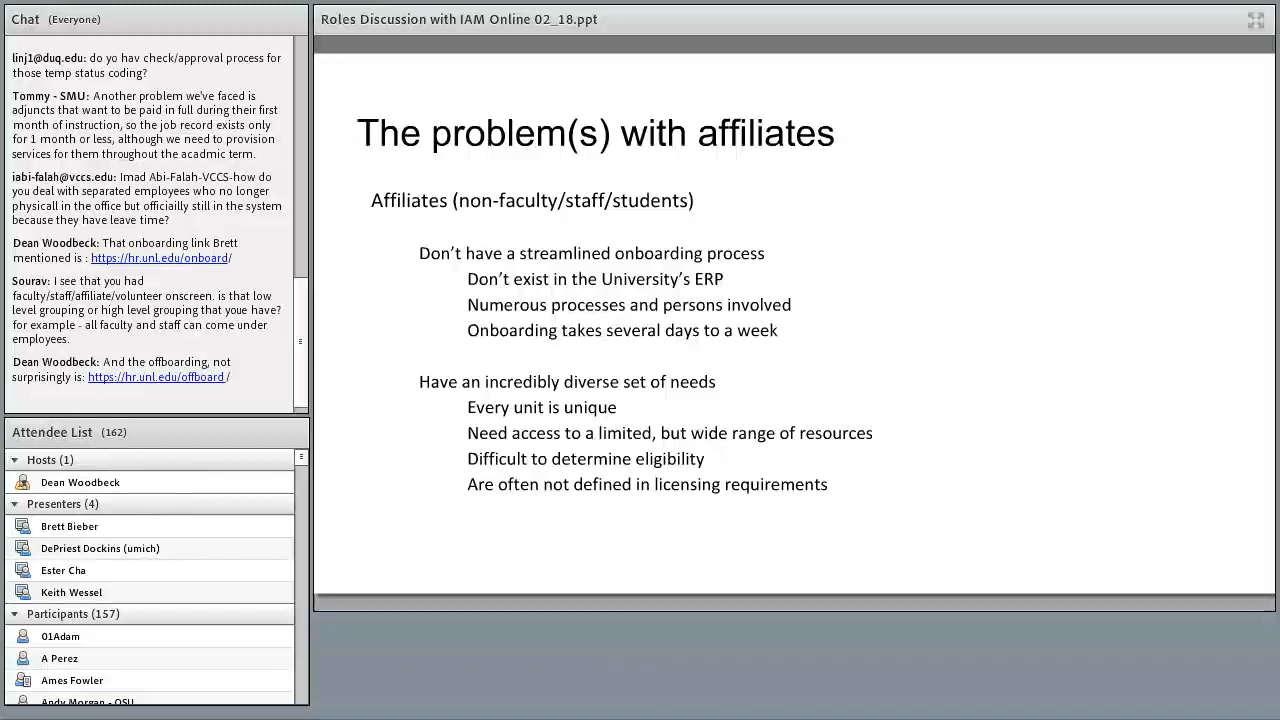 Chat (Everyone)
linj1@duq.edu: do yo hav check/approval process for
those temp status coding?
Tommy - SMU: Another problem we've faced is
adjuncts that want to be paid in full during their first
month of instruction, so the job record exists only
for 1 month or less, although we need to provision
services for them throughout the acadmic term.
iabi-falah@vccs.edu: Imad Abi-Falah-VCCS-how do
you deal with separated employees who no longer
physicall in the office but officiailly still in the system
because they have leave time?
Dean Woodbeck: That onboarding link Brett
mentioned is : https://hr.unl.edu/onboard/
Sourav: I see that you had
faculty/staff/affiliate/volunteer onscreen. is that low
level grouping or high level grouping that youe have?
for example - all faculty and staff can come under
employees.
Dean Woodbeck: And the offboarding, not
surprisingly is: https://hr.unl.edu/offboard /
Attendee List (162)
Hosts (1)
Dean Woodbeck
Presenters (4)
Brett Bieber
DePriest Dockins (umich)
Ester Cha
Keith Wessel
Participants (157)
01Adam
A Perez
Ames Fowler
Andy Morgan - OSU
Roles Discussion with IAM Online 02_18.ppt
The problem(s) with affiliates
Affiliates (non-faculty/staff/students)
Don’t have a streamlined onboarding process
Don’t exist in the University’s ERP
Numerous processes and persons involved
Onboarding takes several days to a week
Have an incredibly diverse set of needs
Every unit is unique
Need access to a limited, but wide range of resources
Difficult to determine eligibility
Are often not defined in licensing requirements